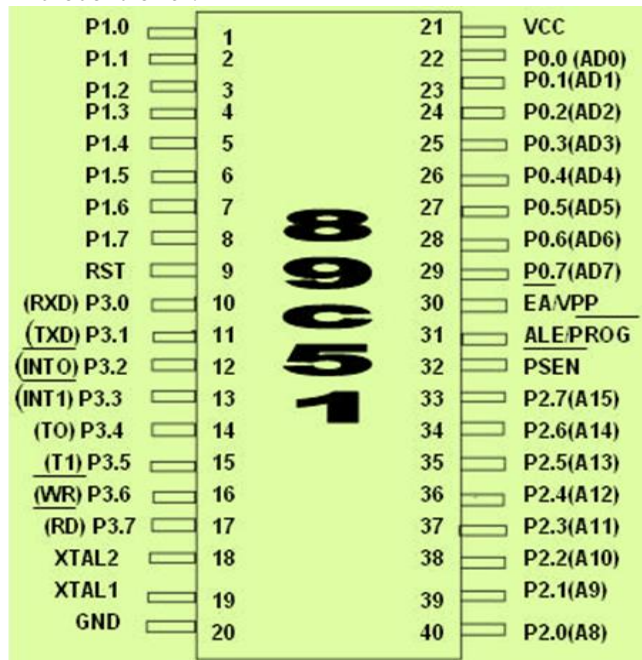 P1.0 1 21 VCC
P1.1 2 22 P0.0 (AD0)
P1.2 3 23 P0.1(AD1)
P1.3 4 24 P0.2(AD2)
P1.4 5 25 P0.3(AD3)
P1.5 6 26 P0.4(AD4)
P1.6 7 27 P0.5(AD5)
P1.7 8 28 P0.6(AD6)
RST 9 29 P0.7(AD7)
(RXD) P3.0 10 30 EA/VPP
(TXD) P3.1 11 31 ALE/PROG
(INTO) P3.2 12 32 PSEN
(INT1) P3.3 13 33 P2.7(A15)
(TO) P3.4 14 34 P2.6(A14)
(T1) P3.5 15 35 P2.5(A13)
(WR) P3.6 16 36 P2.4(A12)
(RD) P3.7 17 37 P2.3(A11)
XTAL2 18 38 P2.2(A10)
XTAL1 19 39 P2.1(A9)
GND 20 40 P2.0(A8)
89C51